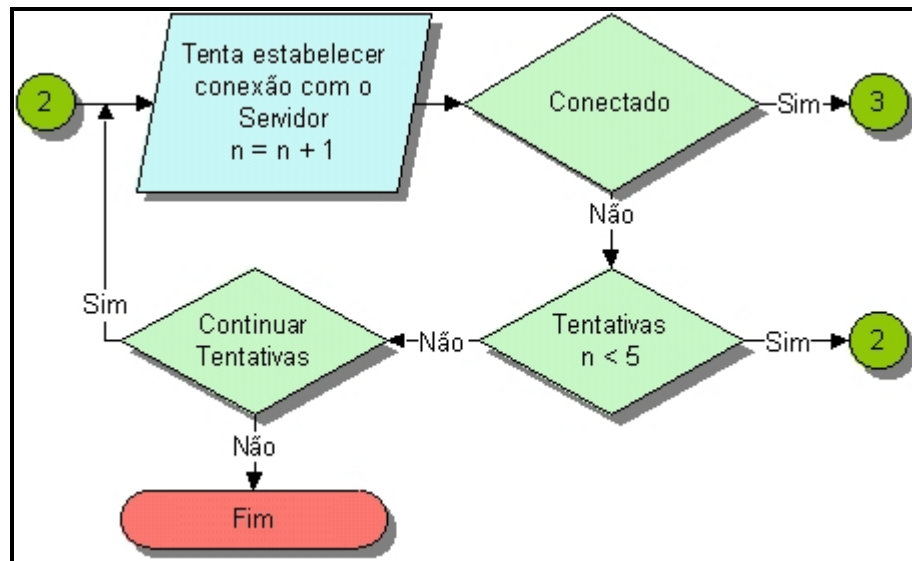 2
Tenta estabelecer
conexão com o
Servidor
n = n + 1
Conectado
Sim
3
Não
Tentativas
n < 5
Sim
2
Não
Continuar
Tentativas
Sim
Não
Fim